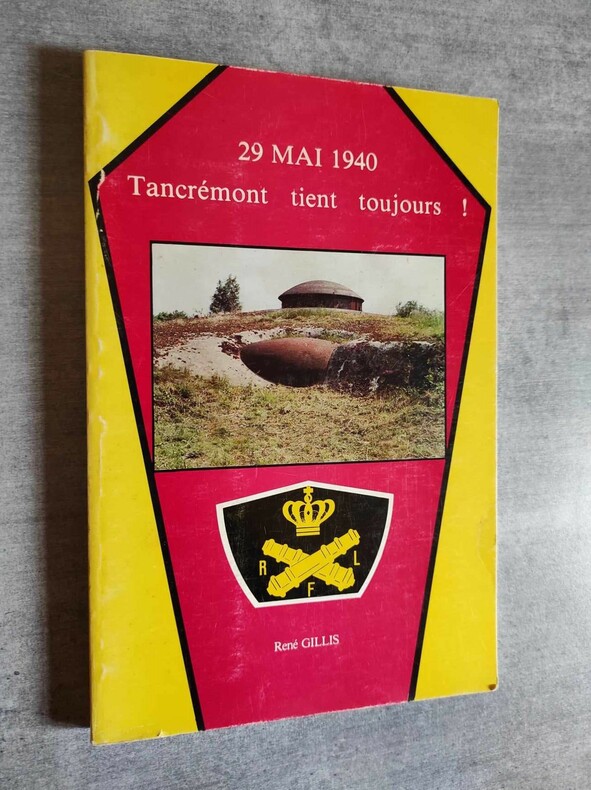 29 MAI 1940
Tancrémont tient toujours !
R F L
René GILLIS